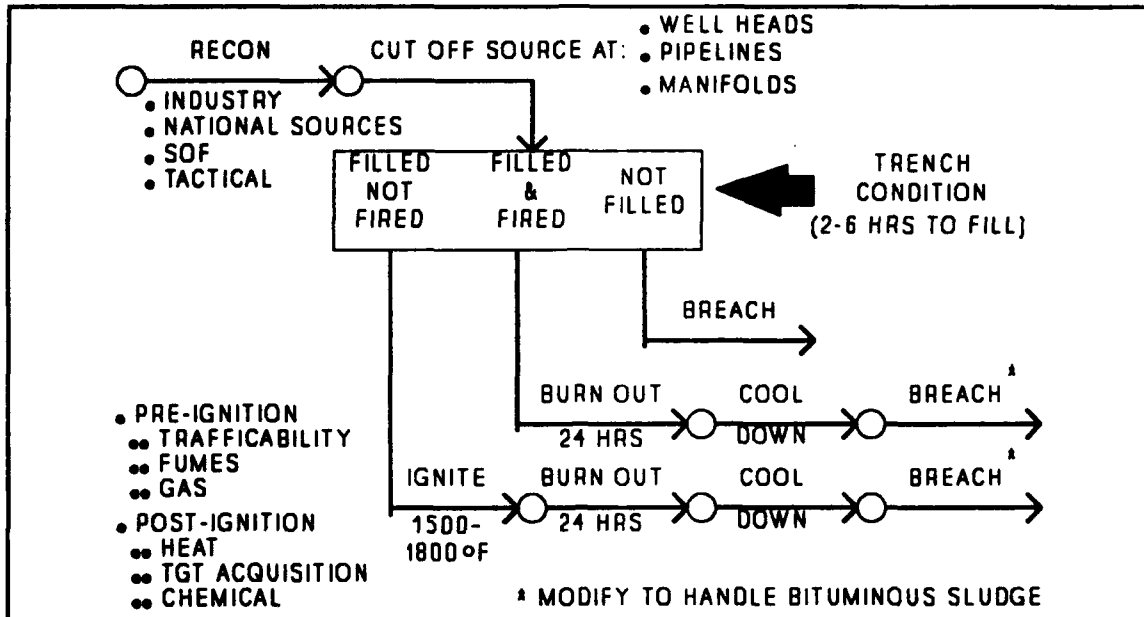 RECON
• INDUSTRY
• NATIONAL SOURCES
• SOF
• TACTICAL
CUT OFF SOURCE AT:
• WELL HEADS
• PIPELINES
• MANIFOLDS
FILLED
NOT
FIRED
FILLED
&
FIRED
NOT
FILLED
TRENCH
CONDITION
(2-6 HRS TO FILL)
BREACH
BURN OUT
24 HRS
COOL
DOWN
BREACH *
• PRE-IGNITION
•• TRAFFICABILITY
•• FUMES
•• GAS
• POST-IGNITION
•• HEAT
•• TGT ACQUISITION
•• CHEMICAL
IGNITE
1500-
1800°F
BURN OUT
24 HRS
COOL
DOWN
BREACH *
* MODIFY TO HANDLE BITUMINOUS SLUDGE